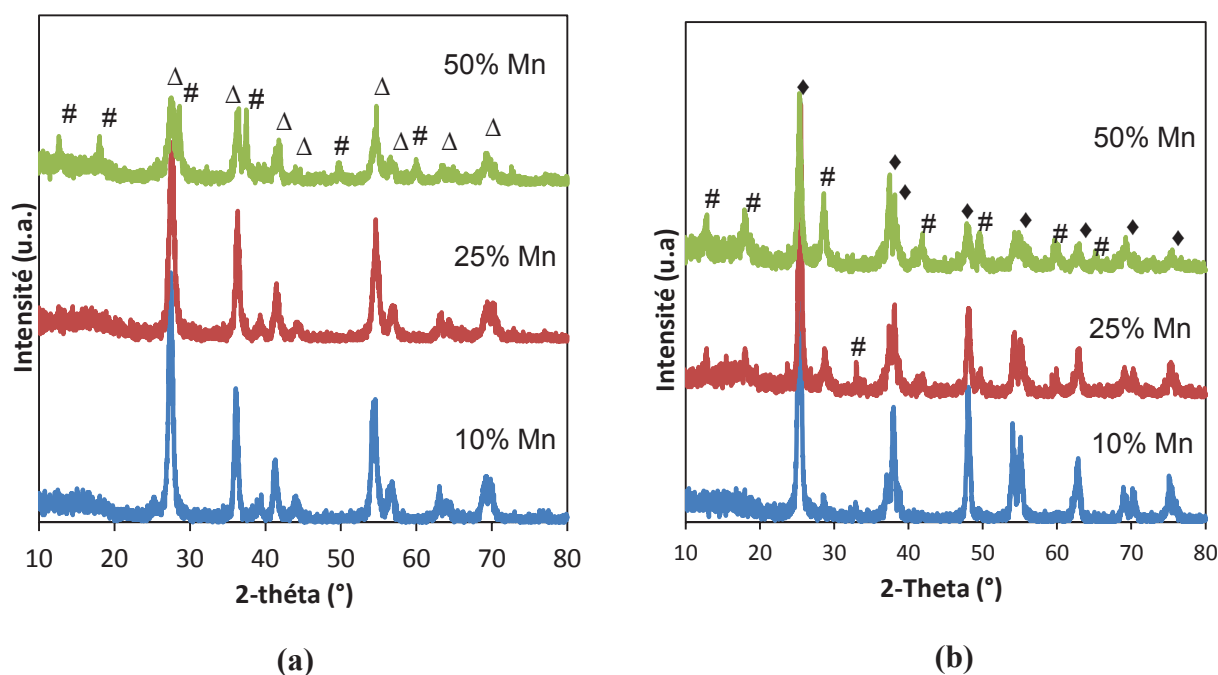 50% Mn
Δ # Δ # Δ Δ # Δ Δ # Δ Δ
# #
25% Mn
10% Mn
Intensité (u.a.)
10 20 30 40 50 60 70 80
2-théta (°)
(a)
50% Mn
# # ♦ # ♦ ♦ # ♦ # ♦ # ♦ # ♦ ♦
25% Mn
#
10% Mn
Intensité (u.a)
10 20 30 40 50 60 70 80
2-Theta (°)
(b)